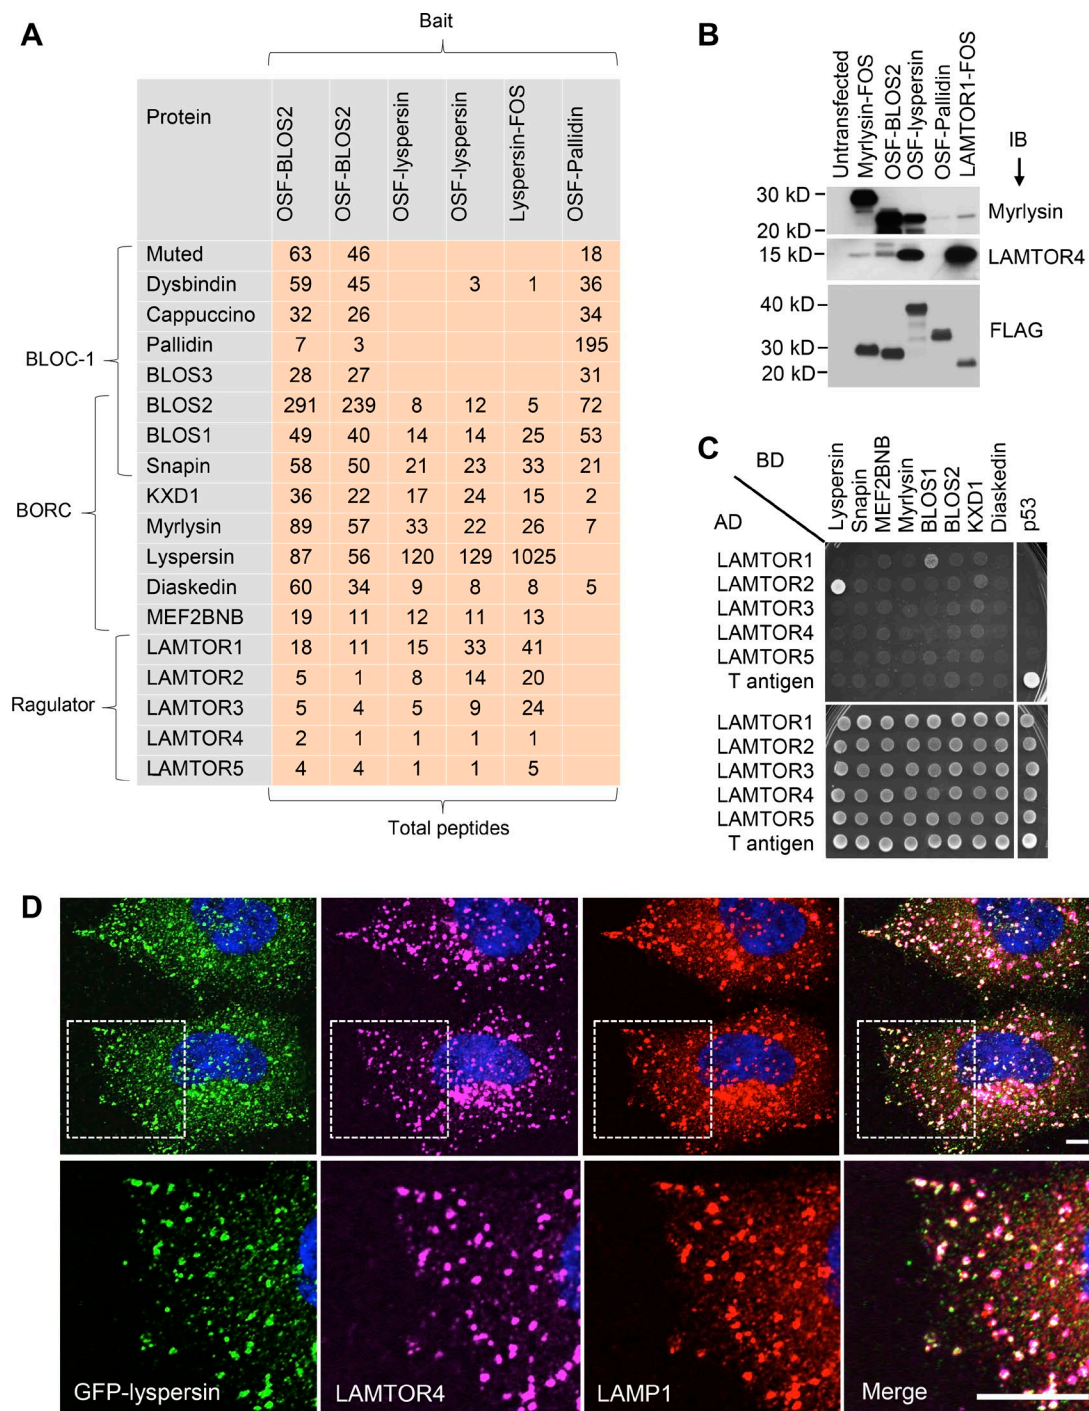 A
Bait
Protein
OSF-BLOS2
OSF-BLOS2
OSF-lyspersin
OSF-lyspersin
Lyspersin-FOS
OSF-Pallidin
Muted 63 46 18
Dysbindin 59 45 3 1 36
Cappuccino 32 26 34
Pallidin 7 3 195
BLOS3 28 27 31
BLOS2 291 239 8 12 5 72
BLOS1 49 40 14 14 25 53
Snapin 58 50 21 23 33 21
KXD1 36 22 17 24 15 2
Myrlysin 89 57 33 22 26 7
Lyspersin 87 56 120 129 1025
Diaskedin 60 34 9 8 8 5
MEF2BNB 19 11 12 11 13
LAMTOR1 18 11 15 33 41
LAMTOR2 5 1 8 14 20
LAMTOR3 5 4 5 9 24
LAMTOR4 2 1 1 1 1
LAMTOR5 4 4 1 1 5
BLOC-1
BORC
Ragulator
Total peptides
B
Untransfected
Myrlysin-FOS
OSF-BLOS2
OSF-lyspersin
OSF-Pallidin
LAMTOR1-FOS
IB
30 kD
20 kD
Myrlysin
15 kD
LAMTOR4
40 kD
30 kD
20 kD
FLAG
C
BD
AD
Lyspersin
Snapin
MEF2BNB
Myrlysin
BLOS1
BLOS2
KXD1
Diaskedin
p53
LAMTOR1
LAMTOR2
LAMTOR3
LAMTOR4
LAMTOR5
T antigen
LAMTOR1
LAMTOR2
LAMTOR3
LAMTOR4
LAMTOR5
T antigen
D
GFP-lyspersin
LAMTOR4
LAMP1
Merge